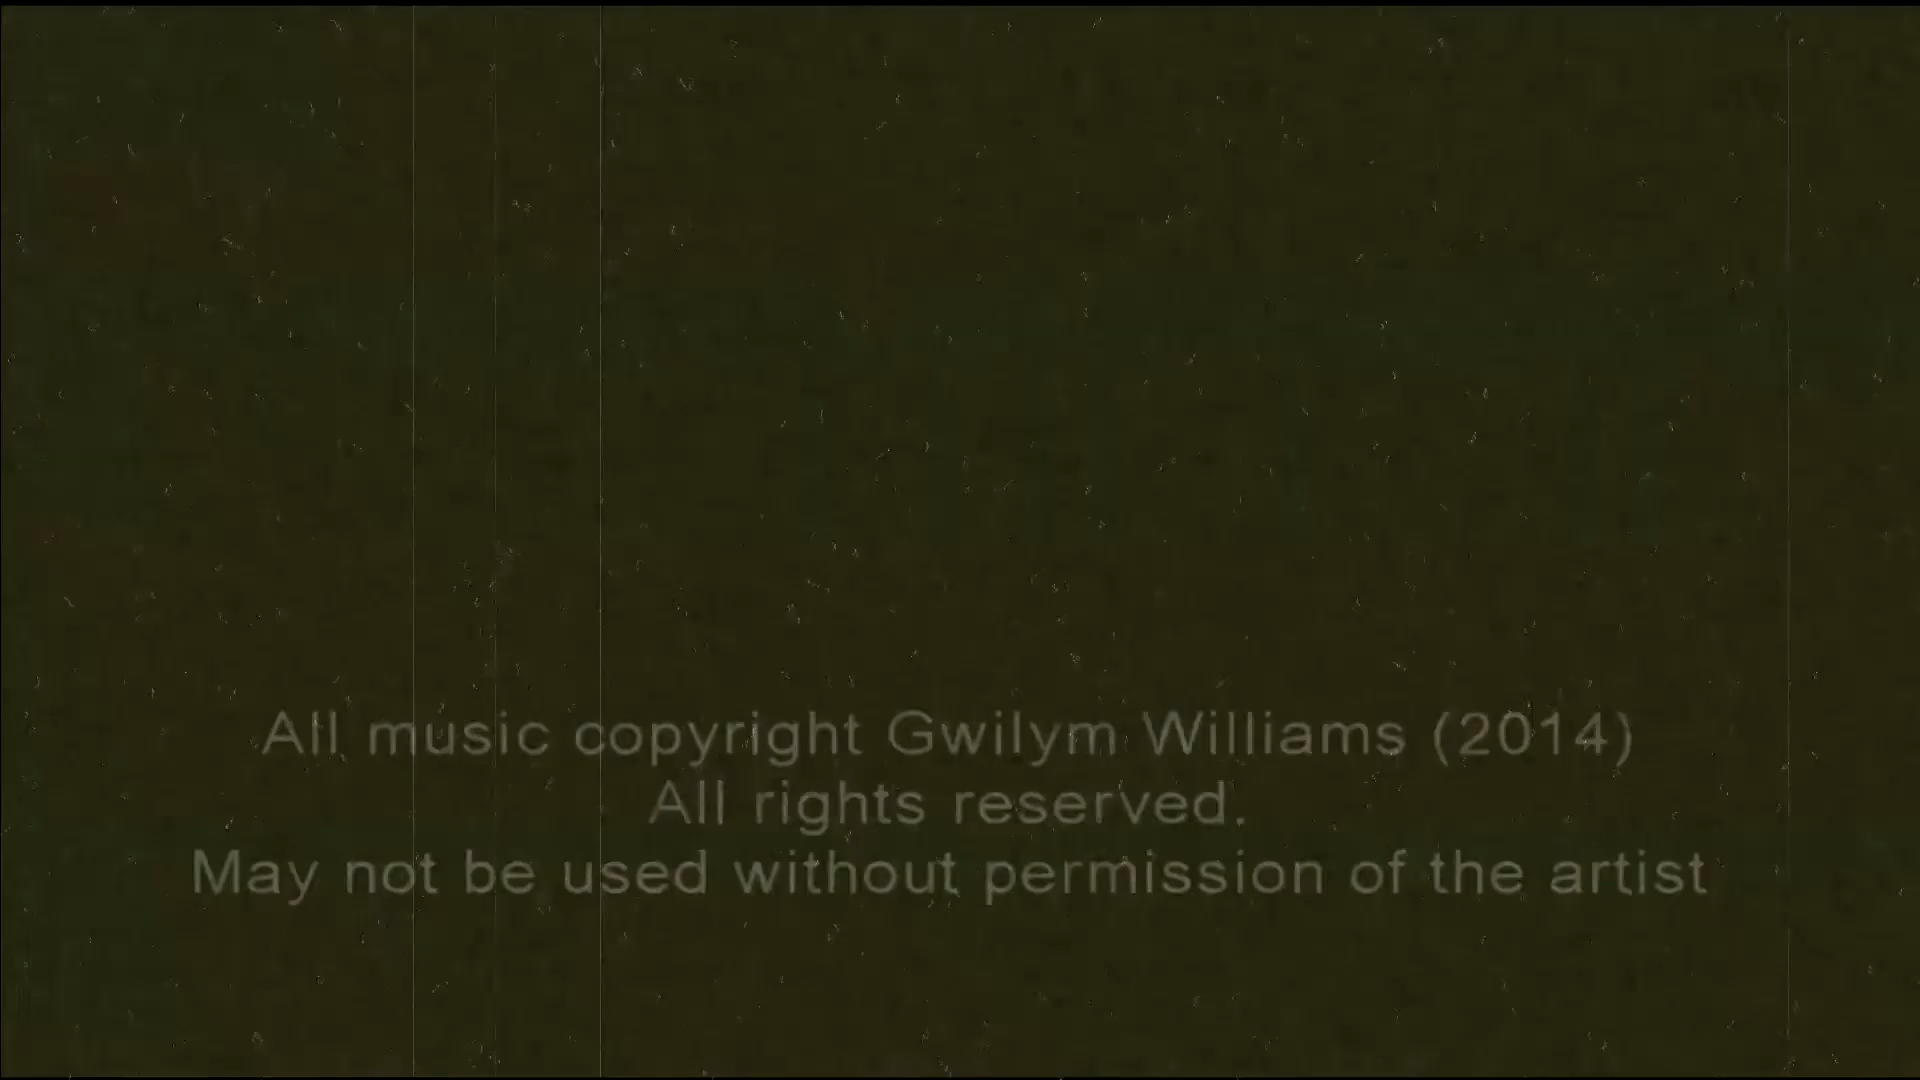 All music copyright Gwilym Williams (2014)
All rights reserved.
May not be used without permission of the artist